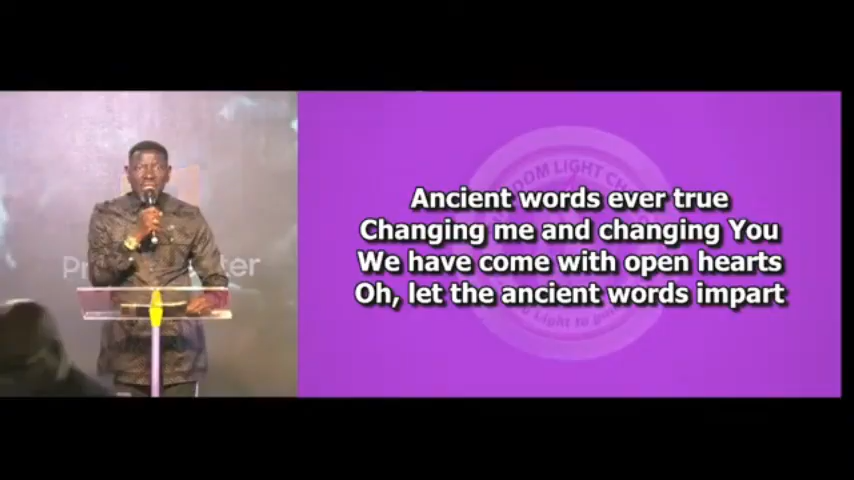 Ancient words ever true
Changing me and changing You
We have come with open hearts
Oh, let the ancient words impart
LIGHT